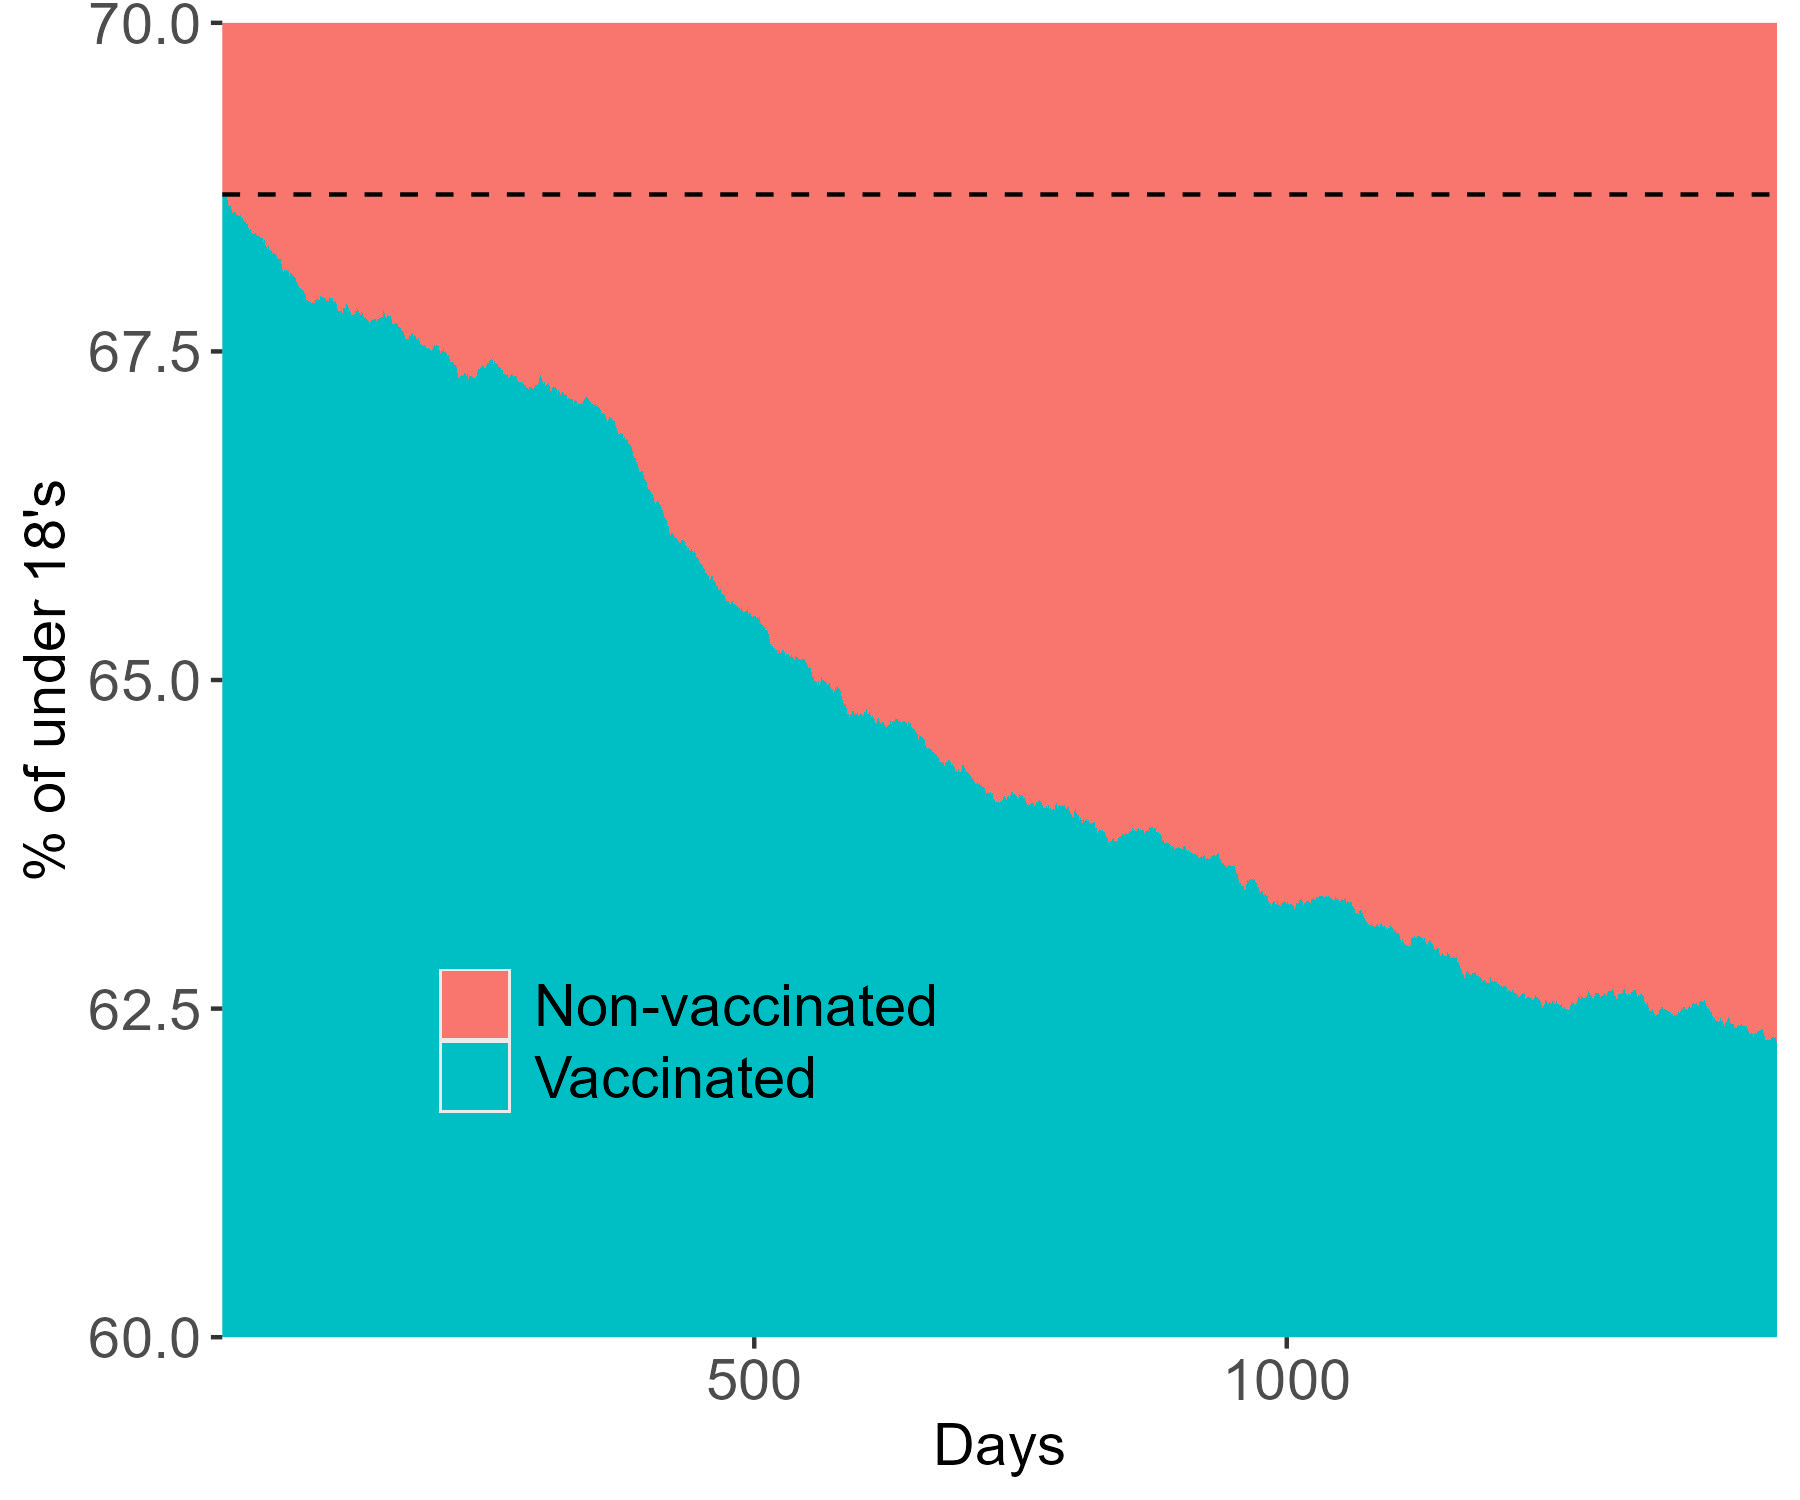 70.0
67.5
65.0
62.5
60.0
% of under 18's
Non-vaccinated
Vaccinated
500 1000
Days